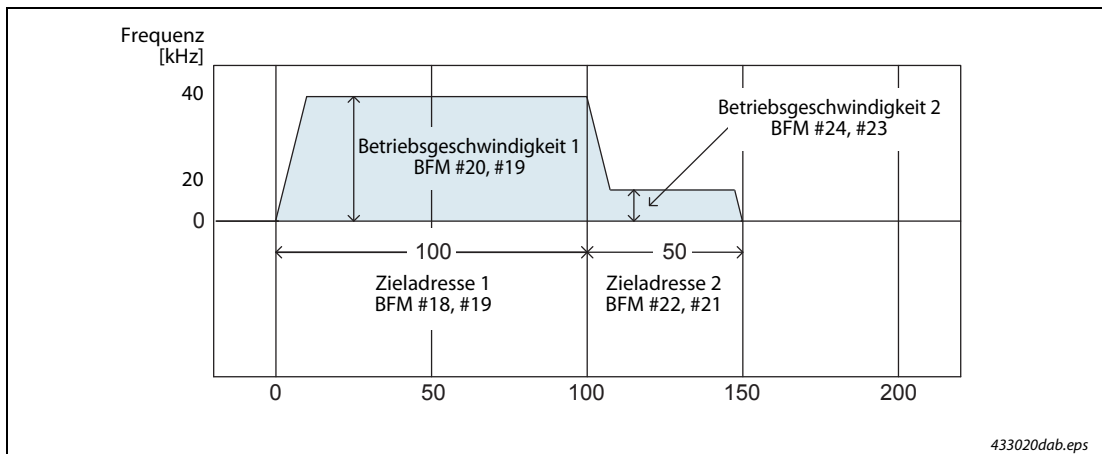 Frequenz
[kHz]
40
20
0
Betriebsgeschwindigkeit 1
BFM #20, #19
Betriebsgeschwindigkeit 2
BFM #24, #23
100
50
Zieladresse 1
BFM #18, #19
Zieladresse 2
BFM #22, #21
0
50
100
150
200
433020dab.eps